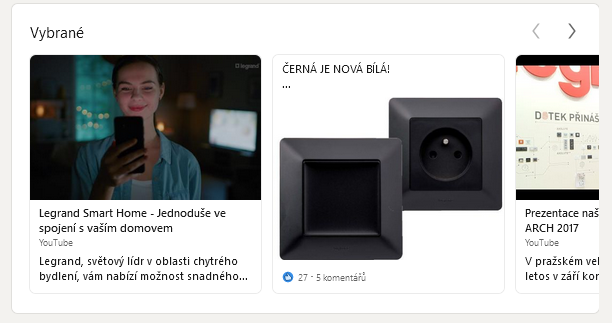 Vybrané
legrand
Legrand Smart Home - Jednoduše ve
spojení s vaším domovem
YouTube
Legrand, světový lídr v oblasti chytrého
bydlení, vám nabízí možnost snadného...
ČERNÁ JE NOVÁ BÍLÁ!
...
27 · 5 komentářů
DOTEK PŘINÁŠ
Prezentace naš
ARCH 2017
YouTube
V pražském vel
letos v září kon